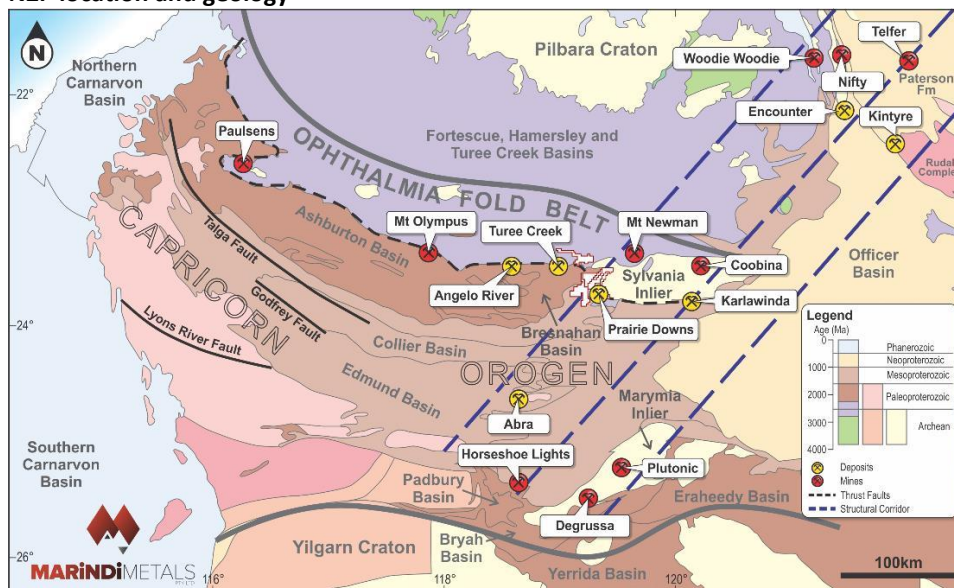 N
Northern
Carnarvon
Basin
Pilbara Craton
Woodie Woodie
Telfer
Nifty
Paterson
Fm
22°
Encounter
Kintyre
Paulsens
Fortescue, Hamersley and
Turee Creek Basins
OPHTHALMIA FOLD BELT
Rudall
Complex
Talga Fault
Ashburton Basin
Mt Olympus
Turee Creek
Mt Newman
Officer
Basin
CAPRICORN
Angelo River
Sylvania
Inlier
Coobina
Karlawinda
Godfrey Fault
Prairie Downs
Bresnahan
Basin
24°
Lyons River Fault
Collier Basin
Edmund Basin
OROGEN
Marymia
Inlier
Abra
Southern
Carnarvon
Basin
Horseshoe Lights
Plutonic
Padbury
Basin
Degrussa
Eraheedy Basin
Yilgarn Craton
Bryah
Basin
Yerrida Basin
26°
116°
118°
120°
100km
Legend
Age (Ma)
0
1000
2000
3000
4000
Phanerozoic
Neoproterozoic
Mesoproterozoic
Paleoproterozoic
Archean
Deposits
Mines
Thrust Faults
Structural Corridor
MARINDI METALS